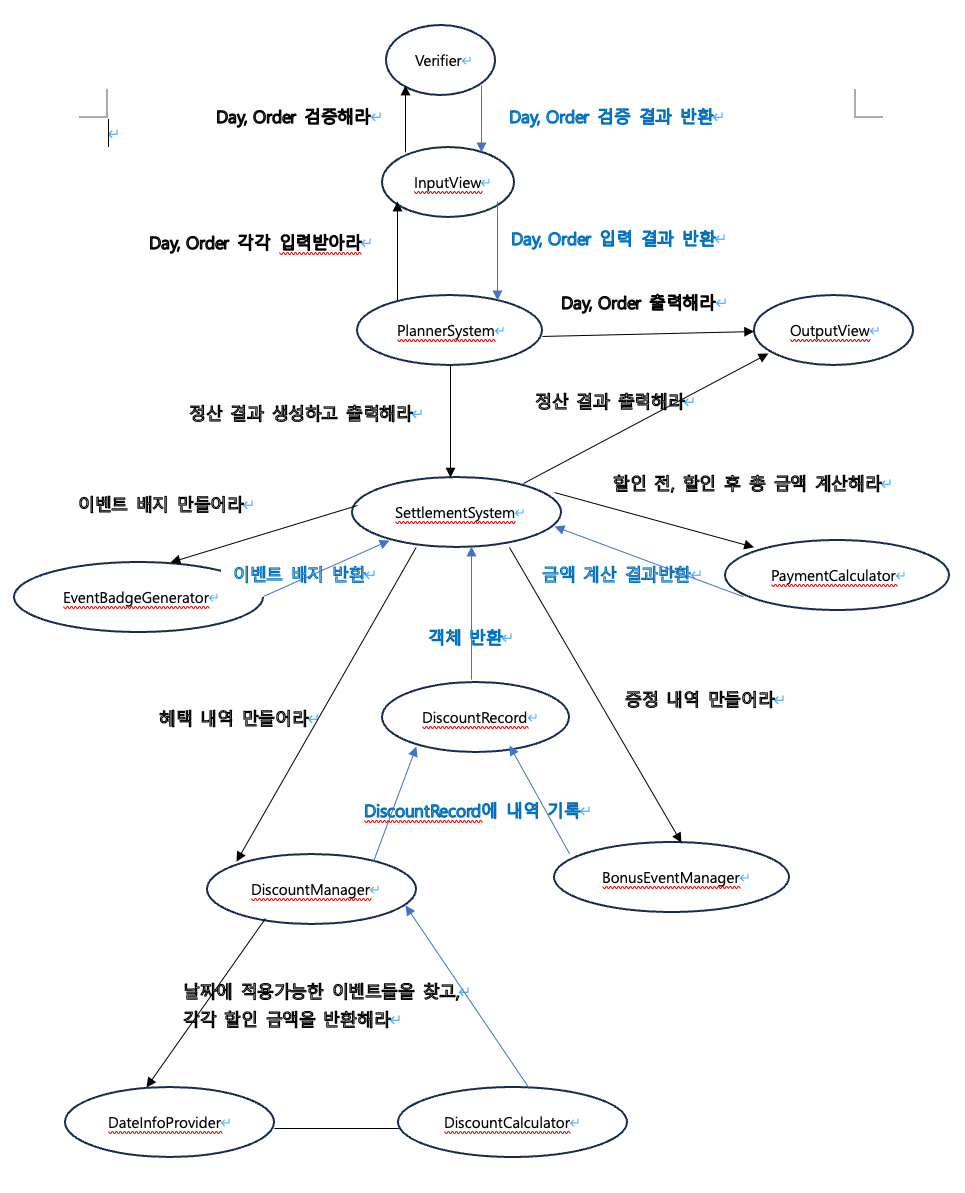 Verifier
Day, Order 검증해라
Day, Order 검증 결과 반환
InputView
Day, Order 각각 입력받아라
Day, Order 입력 결과 반환
Day, Order 출력해라
PlannerSystem
OutputView
정산 결과 생성하고 출력해라
정산 결과 출력해라
할인 전, 할인 후 총 금액 계산해라
이벤트 배지 만들어라
SettlementSystem
이벤트 배지 반환
금액 계산 결과반환
PaymentCalculator
EventBadgeGenerator
객체 반환
증정 내역 만들어라
혜택 내역 만들어라
DiscountRecord
DiscountRecord에 내역 기록
DiscountManager
BonusEventManager
날짜에 적용가능한 이벤트들을 찾고,
각각 할인 금액을 반환해라
DateInfoProvider
DiscountCalculator